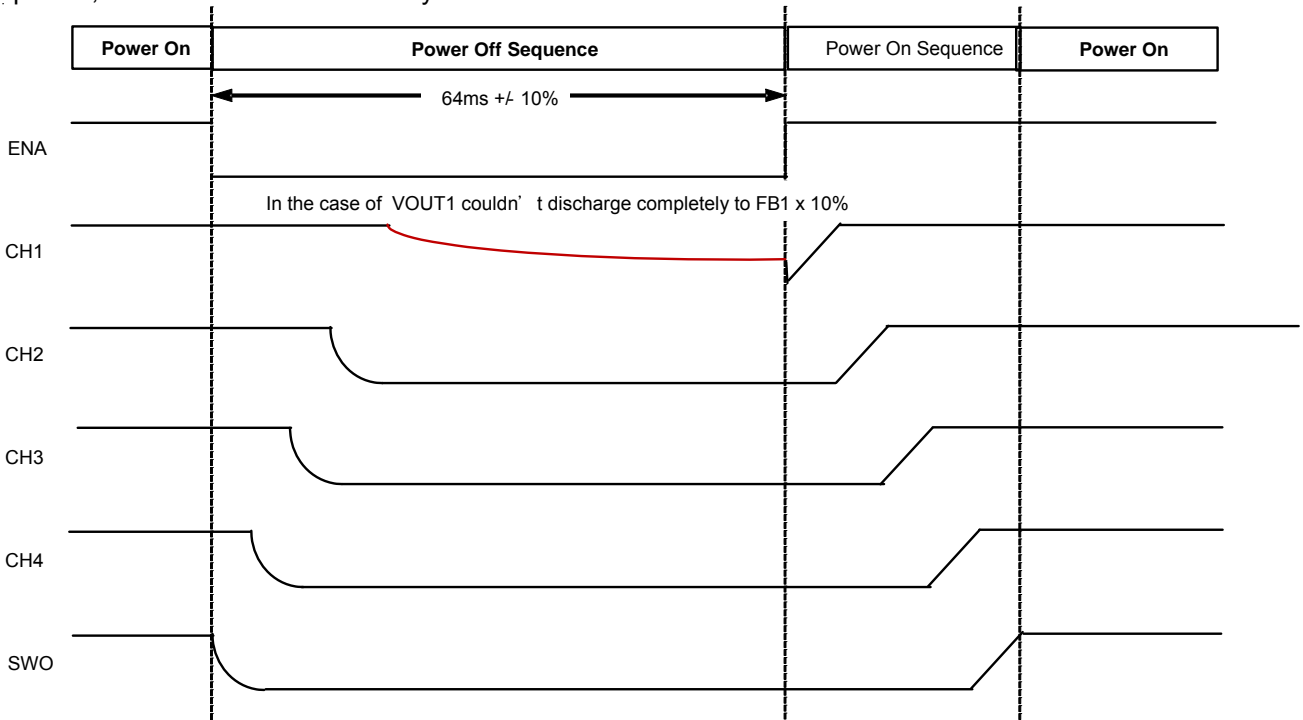 Power On Power Off Sequence Power On Sequence Power On
64ms +/- 10%
ENA
In the case of VOUT1 couldn' t discharge completely to FB1 x 10%
CH1
CH2
CH3
CH4
SWO